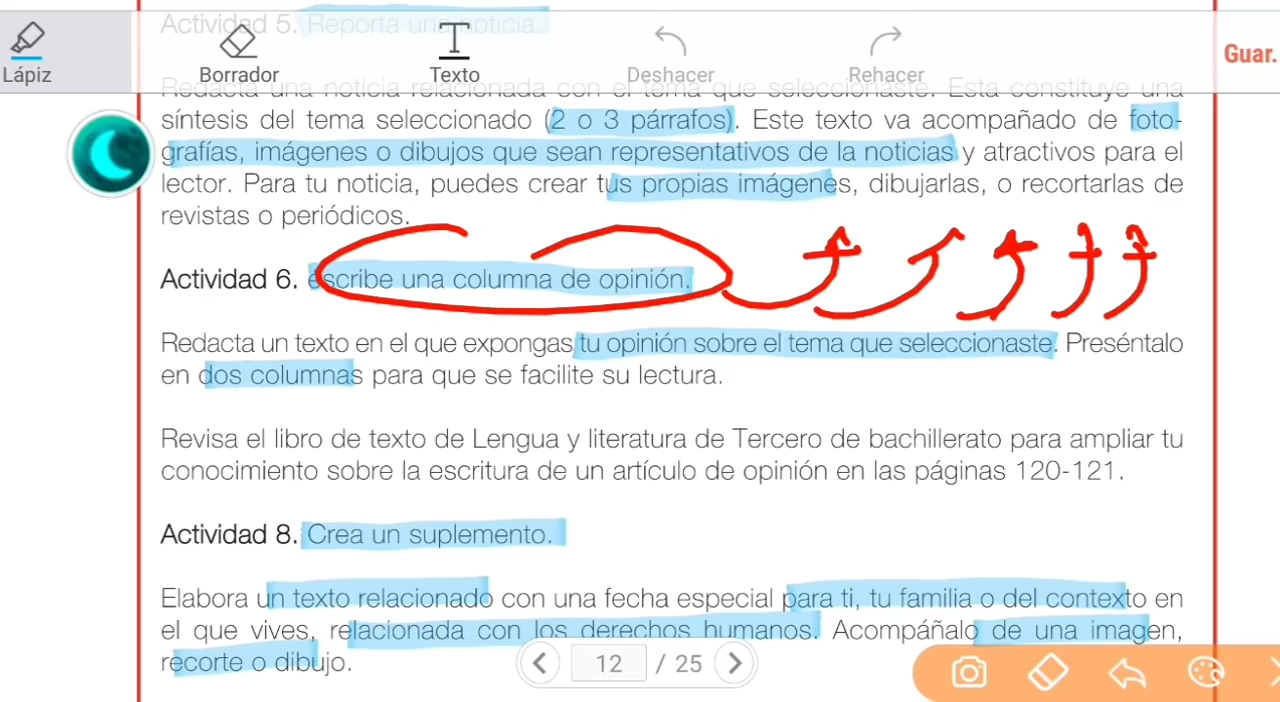 Actividad 5. Reporta una noticia.
Guar.
Lápiz
Borrador
Texto
Deshacer
Rehacer
Redacta una noticia relacionada con el tema que seleccionaste. Esta constituye una
síntesis del tema seleccionado (2 o 3 párrafos). Este texto va acompañado de foto-
grafías, imágenes o dibujos que sean representativos de la noticias y atractivos para el
lector. Para tu noticia, puedes crear tus propias imágenes, dibujarlas, o recortarlas de
revistas o periódicos.
Actividad 6. escribe una columna de opinión.
Redacta un texto en el que expongas tu opinión sobre el tema que seleccionaste. Preséntalo
en dos columnas para que se facilite su lectura.
Revisa el libro de texto de Lengua y literatura de Tercero de bachillerato para ampliar tu
conocimiento sobre la escritura de un artículo de opinión en las páginas 120-121.
Actividad 8. Crea un suplemento.
Elabora un texto relacionado con una fecha especial para ti, tu familia o del contexto en
el que vives, relacionada con los derechos humanos. Acompáñalo de una imagen,
recorte o dibujo.
12 / 25